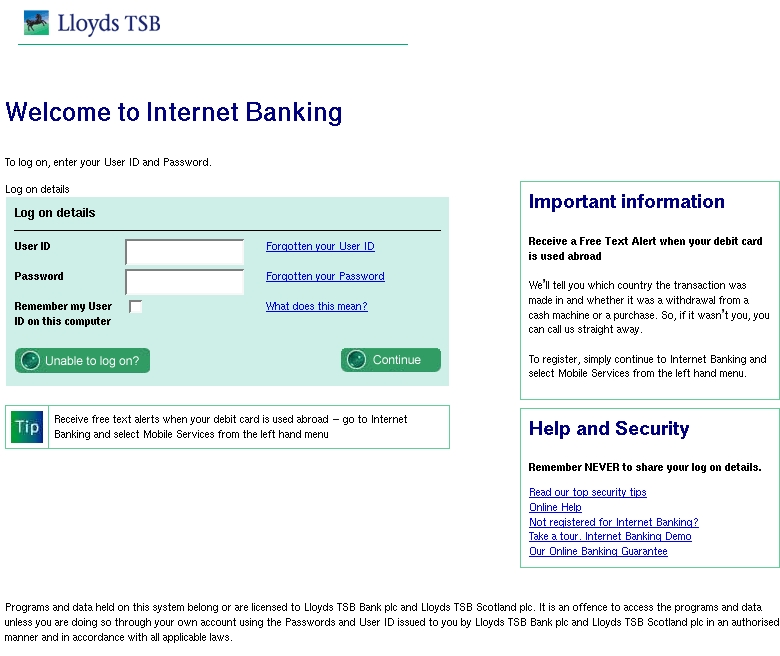 Lloyds TSB
Welcome to Internet Banking
To log on, enter your User ID and Password.
Log on details
Log on details
User ID
Forgotten your User ID
Password
Forgotten your Password
Remember my User
ID on this computer
What does this mean?
Unable to log on?
Continue
Tip
Receive free text alerts when your debit card is used abroad – go to Internet
Banking and select Mobile Services from the left hand menu
Important information
Receive a Free Text Alert when your debit card
is used abroad
We'll tell you which country the transaction was
made in and whether it was a withdrawal from a
cash machine or a purchase. So, if it wasn't you, you
can call us straight away.
To register, simply continue to Internet Banking and
select Mobile Services from the left hand menu.
Help and Security
Remember NEVER to share your log on details.
Read our top security tips
Online Help
Not registered for Internet Banking?
Take a tour. Internet Banking Demo
Our Online Banking Guarantee
Programs and data held on this system belong or are licensed to Lloyds TSB Bank plc and Lloyds TSB Scotland plc. It is an offence to access the programs and data
unless you are doing so through your own account using the Passwords and User ID issued to you by Lloyds TSB Bank plc and Lloyds TSB Scotland plc in an authorised
manner and in accordance with all applicable laws.